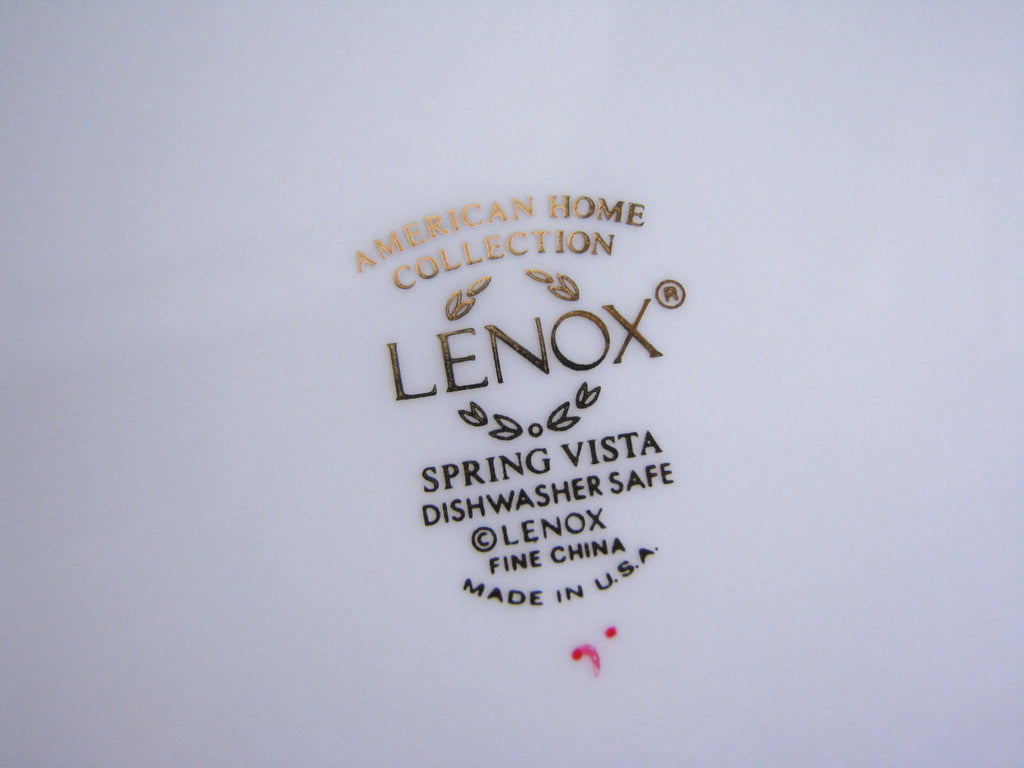 AMERICAN HOME
COLLECTION
LENOX®
SPRING VISTA
DISHWASHER SAFE
©LENOX
FINE CHINA
MADE IN U.S.A.